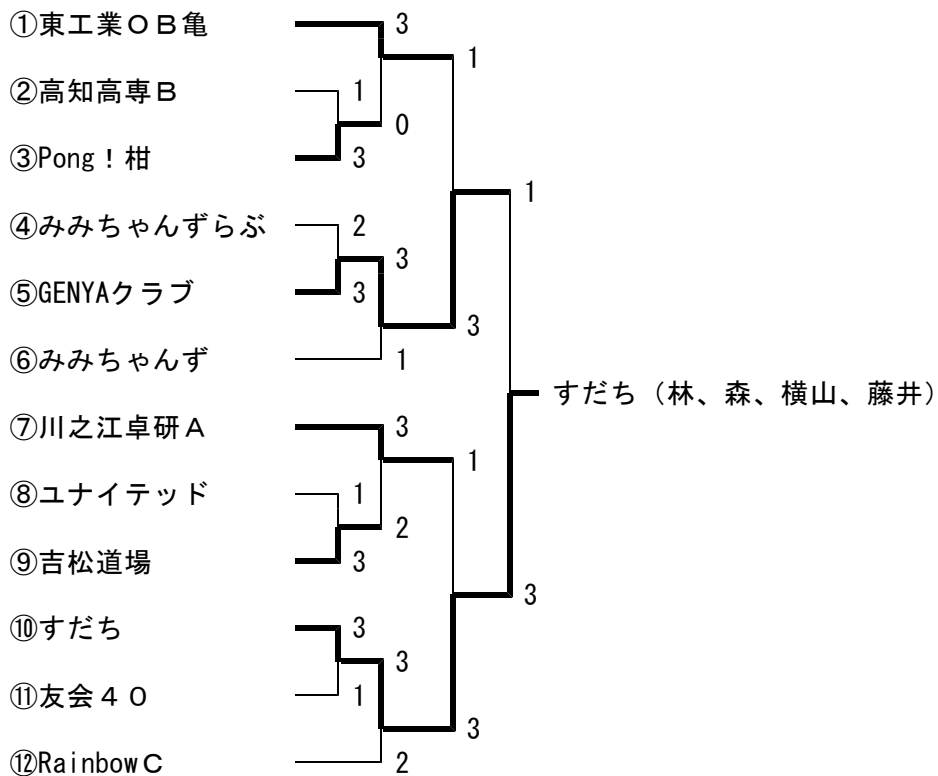 ①東工業ＯＢ亀 3
1
②高知高専Ｂ 1
0
③Pong！柑 3
1
④みみちゃんずらぶ 2
3
⑤GENYAクラブ 3
3
⑥みみちゃんず 1
すだち（林、森、横山、藤井）
⑦川之江卓研Ａ 3
1
⑧ユナイテッド 1
2
⑨吉松道場 3
3
⑩すだち 3
3
⑪友会４０ 1
3
⑫RainbowＣ 2